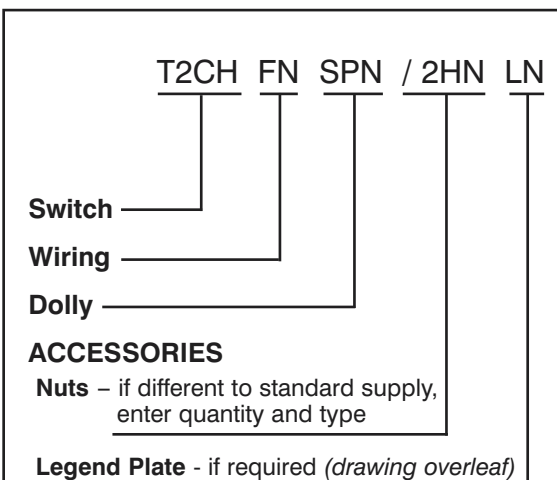 T2CH FN SPN / 2HN LN
Switch
Wiring
Dolly
ACCESSORIES
Nuts – if different to standard supply,
enter quantity and type
Legend Plate - if required (drawing overleaf)